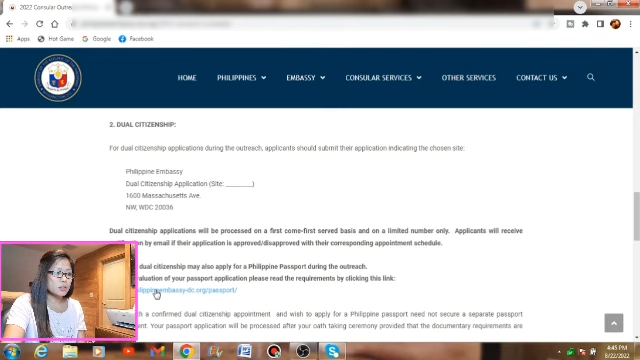 2022 Consular Outre
Apps
Hot Game
Google
Facebook
HOME
PHILIPPINES
EMBASSY
CONSULAR SERVICES
OTHER SERVICES
CONTACT US
2. DUAL CITIZENSHIP:
For dual citizenship applications during the outreach, applicants should submit their application indicating the chosen site:
Philippine Embassy
Dual Citizenship Application (Site: ________)
1600 Massachusetts Ave.
NW, WDC 20036
Dual citizenship applications will be processed on a first come-first served basis and on a limited number only. Applicants will receive
by email if their application is approved/disapproved with their corresponding appointment schedule.
dual citizenship may also apply for a Philippine Passport during the outreach.
evaluation of your passport application please read the requirements by clicking this link:
embassy-dc.org/passport/
a confirmed dual citizenship appointment and wish to apply for a Philippine passport need not secure a separate passport
Your passport application will be processed after your oath taking ceremony provided that the documentary requirements are
4:45 PM
8/22/2022